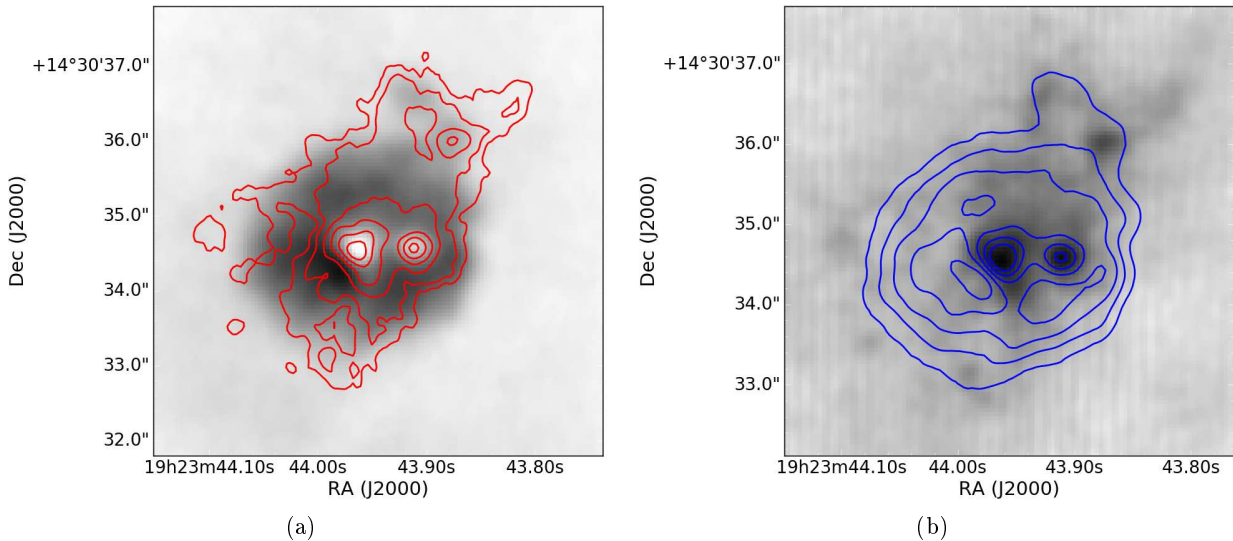 +14°30'37.0"
36.0"
35.0"
34.0"
33.0"
32.0"
Dec (J2000)
19h23m44.10s 44.00s 43.90s 43.80s
RA (J2000)
(a)
+14°30'37.0"
36.0"
35.0"
34.0"
33.0"
Dec (J2000)
19h23m44.10s 44.00s 43.90s 43.80s
RA (J2000)
(b)